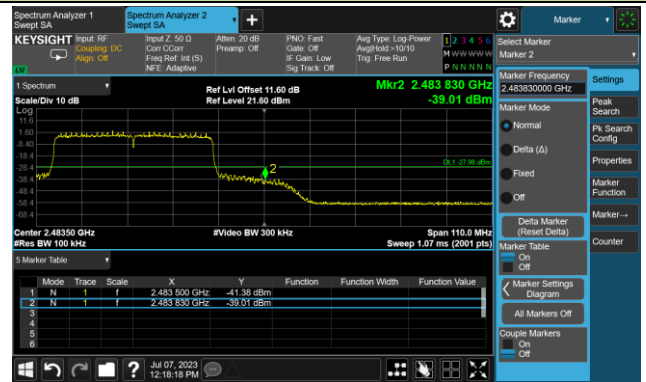 Spectrum Analyzer 1
Swept SA
Spectrum Analyzer 2
Swept SA
+
Marker
KEYSIGHT
Input: RF
Coupling: DC
Align: Off
Input Z: 50 Ω
Corr CCorr
Freq Ref: Int (S)
NFE: Adaptive
Atten: 20 dB
Preamp: Off
PNO: Fast
Gate: Off
IF Gain: Low
Sig Track: Off
Avg Type: Log-Power
Avg|Hold:>10/10
Trig: Free Run
1 2 3 4 5 6
M W W W W W
P N N N N N
Select Marker
Marker 2
1 Spectrum
Scale/Div 10 dB
Log
Ref Lvl Offset 11.60 dB
Ref Level 21.60 dBm
Mkr2 2.483 830 GHz
-39.01 dBm
11.6
1.60
-8.40
-18.4
-28.4
-38.4
-48.4
-58.4
-68.4
DL1 -27.98 dBm
2
Center 2.48350 GHz
#Res BW 100 kHz
#Video BW 300 kHz
Span 110.0 MHz
Sweep 1.07 ms (2001 pts)
5 Marker Table
Mode Trace Scale X Y Function Function Width Function Value
1 N 1 f 2.483 500 GHz -41.38 dBm
2 N 1 f 2.483 830 GHz -39.01 dBm
3
4
5
6
Marker Frequency
2.483830000 GHz
Marker Mode
Normal
Delta (Δ)
Fixed
Off
Delta Marker
(Reset Delta)
Marker Table
On
Off
Marker Settings
Diagram
All Markers Off
Couple Markers
On
Off
Settings
Peak
Search
Pk Search
Config
Properties
Marker
Function
Marker→
Counter
?
Jul 07, 2023
12:18:18 PM